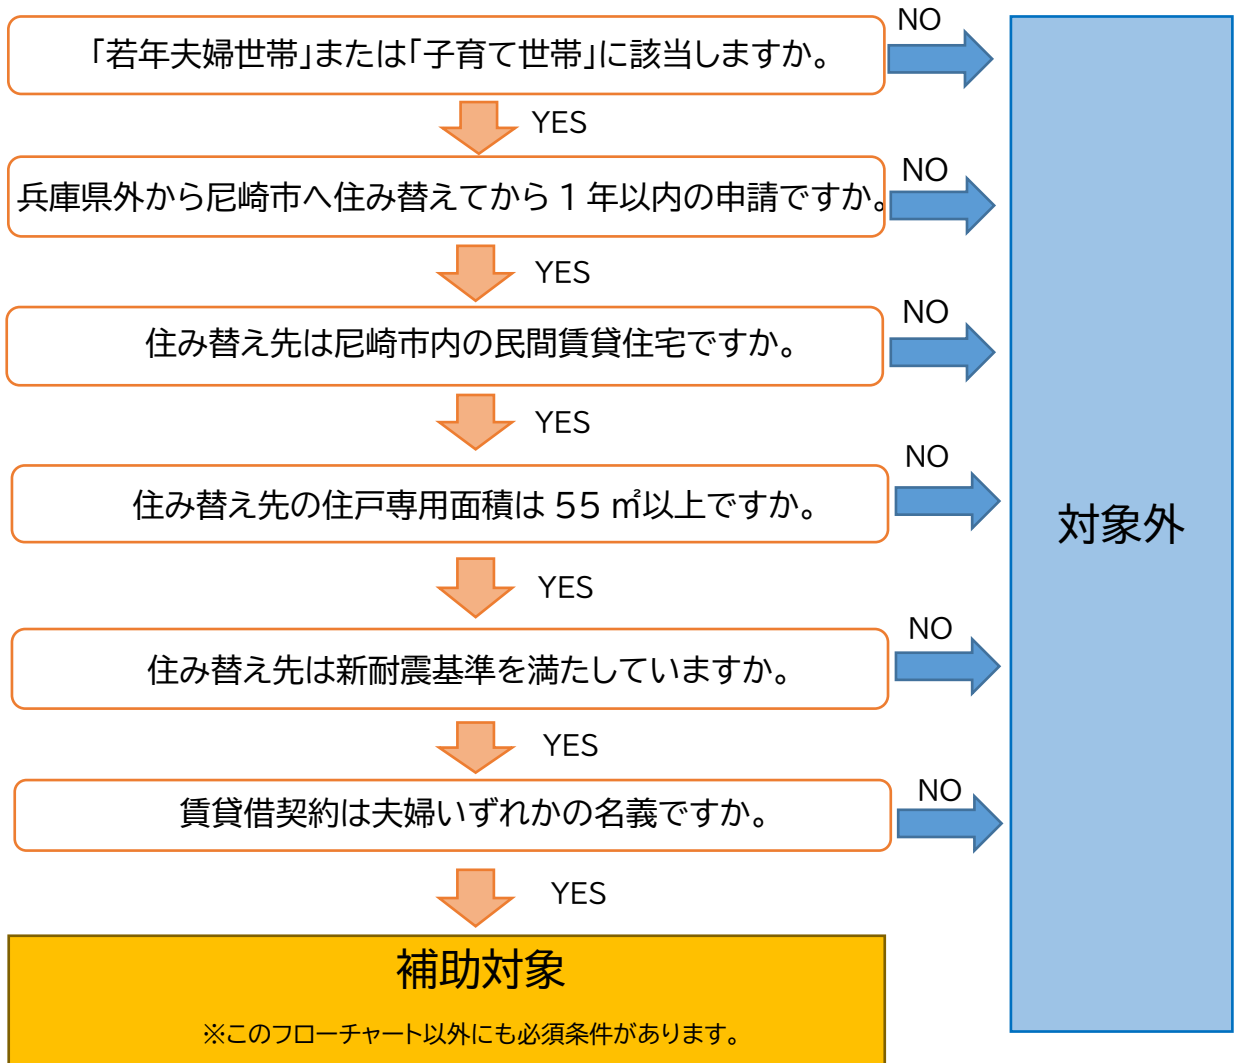 「若年夫婦世帯」または「子育て世帯」に該当しますか。
NO
YES
兵庫県外から尼崎市へ住み替えてから１年以内の申請ですか。
NO
YES
住み替え先は尼崎市内の民間賃貸住宅ですか。
NO
YES
住み替え先の住戸専用面積は 55 ㎡以上ですか。
NO
YES
住み替え先は新耐震基準を満たしていますか。
NO
YES
賃貸借契約は夫婦いずれかの名義ですか。
NO
YES
対象外
補助対象
※このフローチャート以外にも必須条件があります。